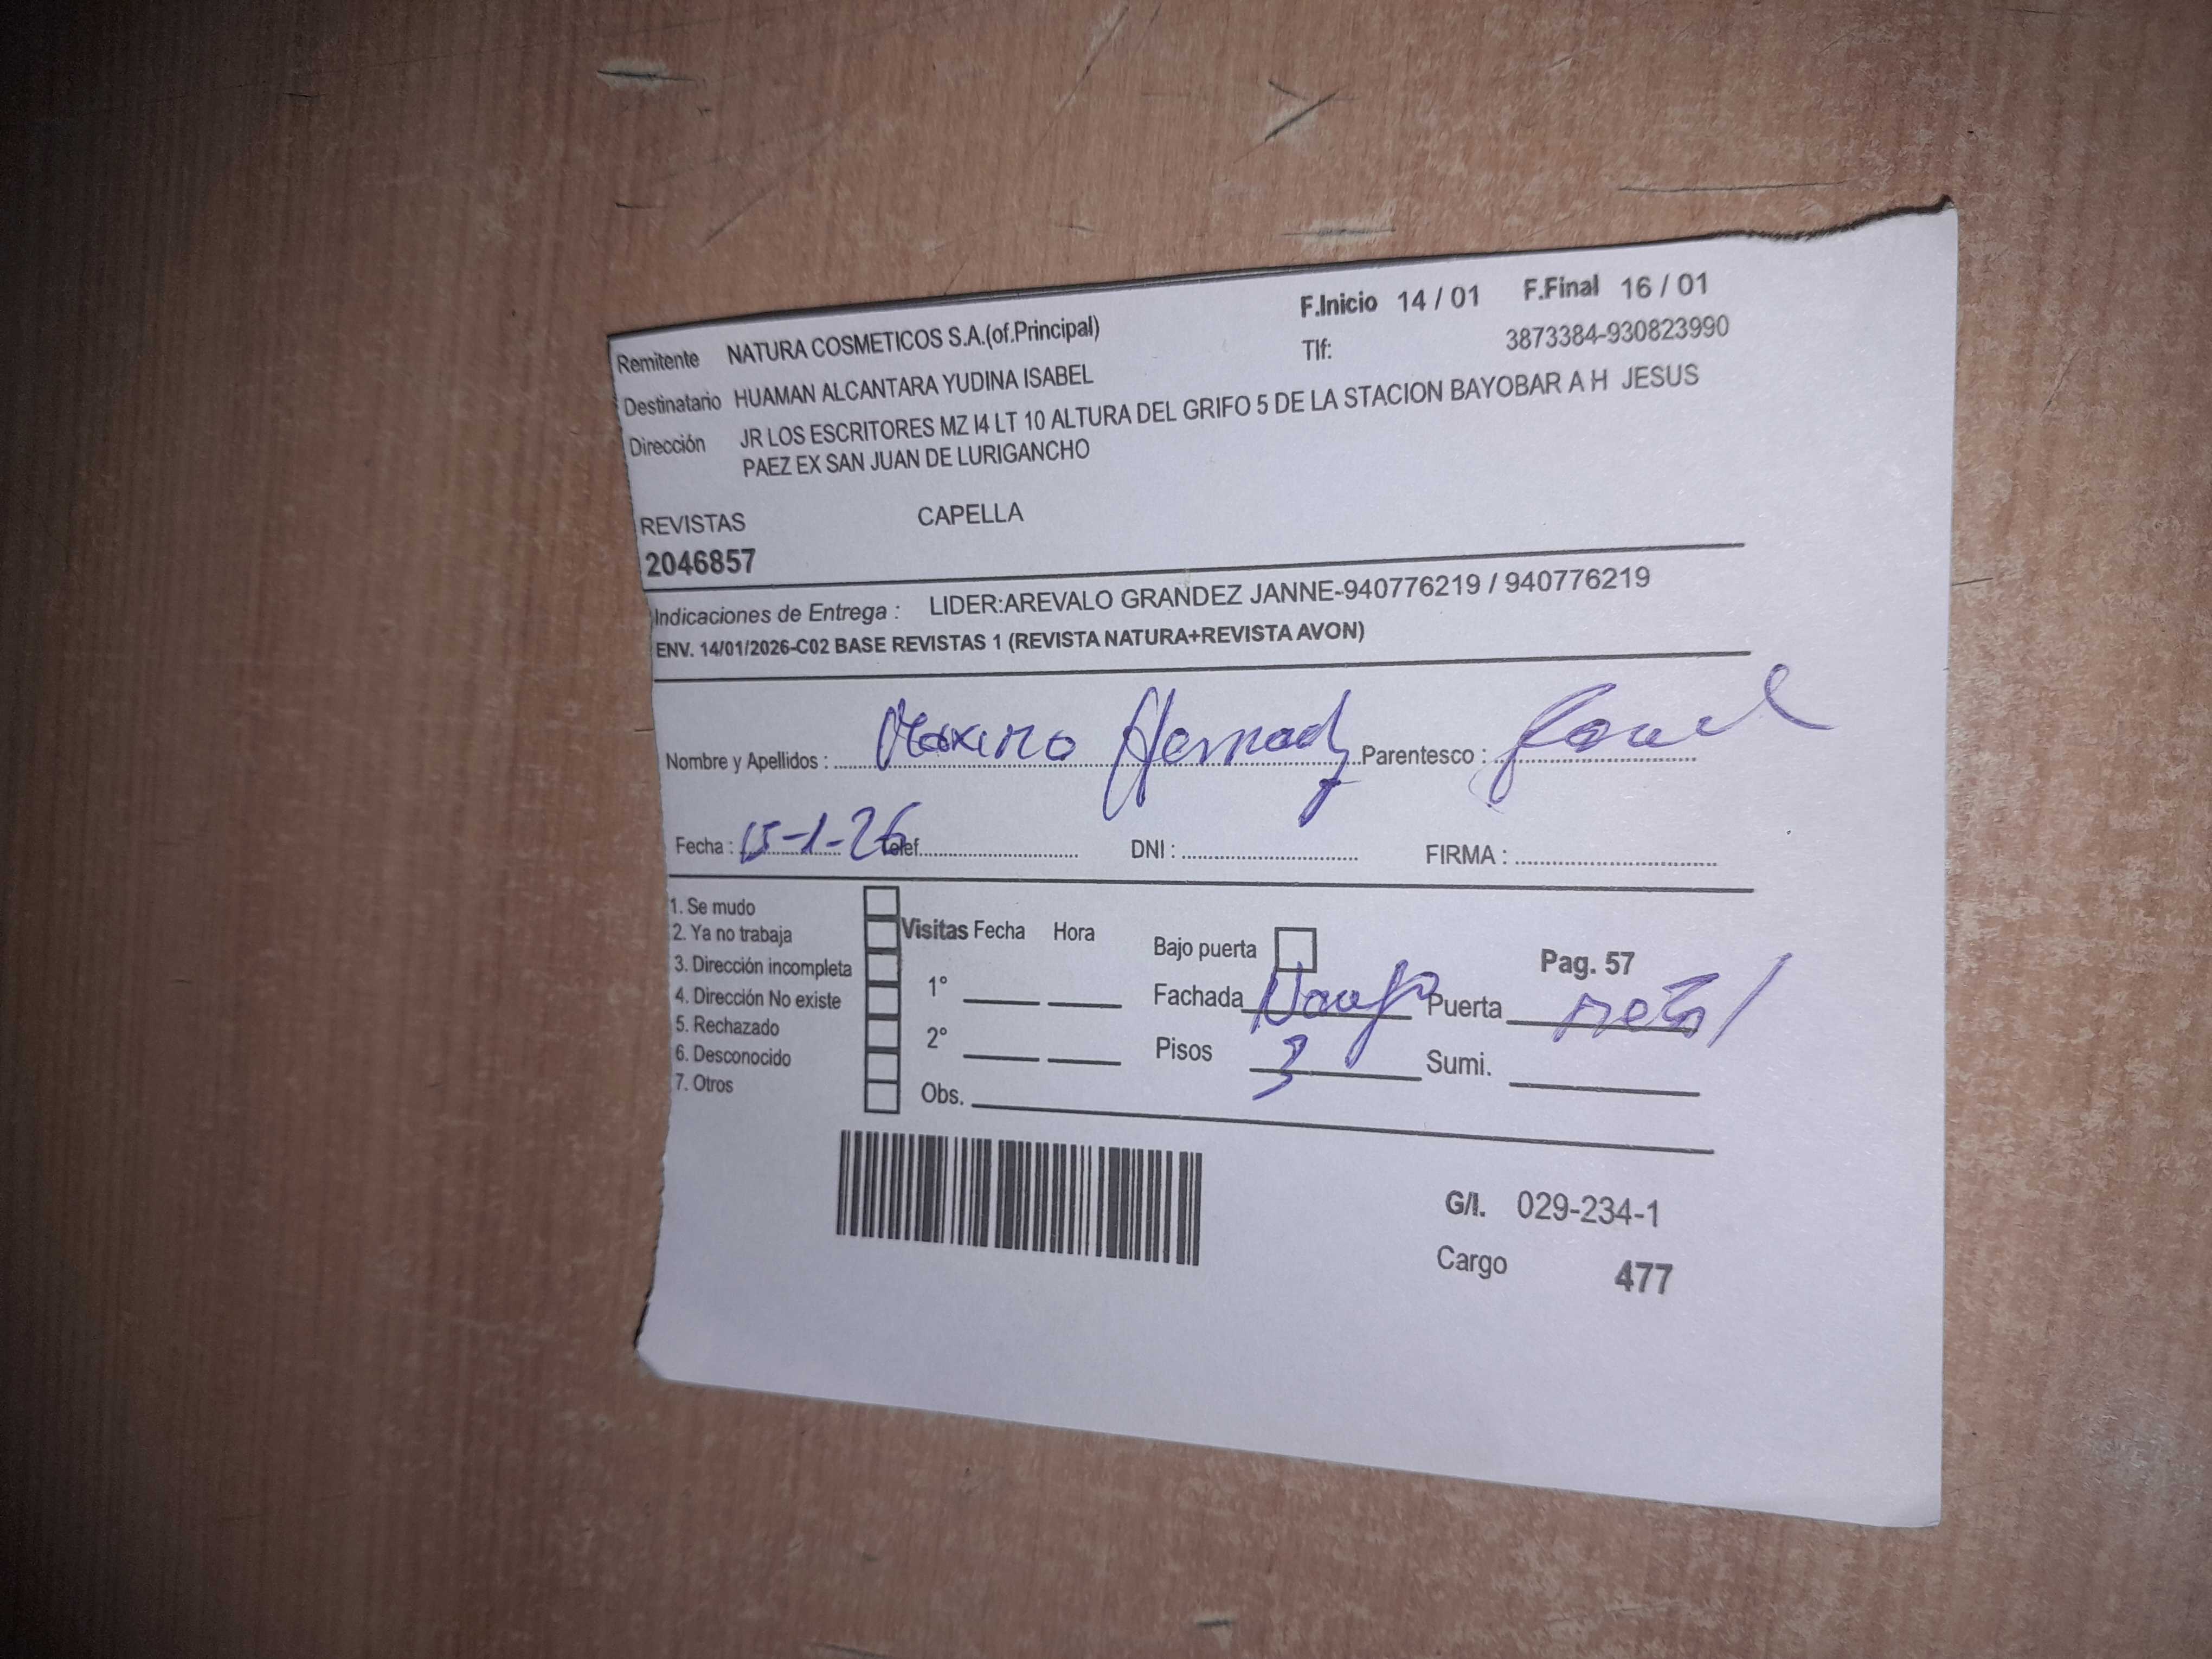 F.Inicio 14 / 01 F.Final 16 / 01
Remitente NATURA COSMETICOS S.A.(of.Principal) Tlf: 3873384-930823990
Destinatario HUAMAN ALCANTARA YUDINA ISABEL
Dirección JR LOS ESCRITORES MZ I4 LT 10 ALTURA DEL GRIFO 5 DE LA STACION BAYOBAR A H JESUS
PAEZ EX SAN JUAN DE LURIGANCHO
REVISTAS CAPELLA
2046857
Indicaciones de Entrega : LIDER:AREVALO GRANDEZ JANNE-940776219 / 940776219
ENV. 14/01/2026-C02 BASE REVISTAS 1 (REVISTA NATURA+REVISTA AVON)
Nombre y Apellidos : Maximo Parentesco :
Fecha : 15-1-26 Telef. DNI : FIRMA :
1. Se mudo
2. Ya no trabaja Visitas Fecha Hora Bajo puerta Pag. 57
3. Dirección incompleta
4. Dirección No existe 1° Fachada Puerta metal
5. Rechazado
6. Desconocido 2° Pisos 3 Sumi.
7. Otros Obs.
G/I. 029-234-1
Cargo 477